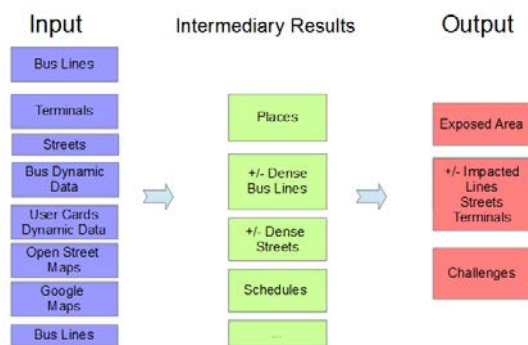 Input
Intermediary Results
Output
Bus Lines
Terminals
Streets
Bus Dynamic
Data
User Cards
Dynamic Data
Open Street
Maps
Google
Maps
Bus Lines
Places
+/- Dense
Bus Lines
+/- Dense
Streets
Schedules
...
Exposed Area
+/- Impacted
Lines
Streets
Terminals
Challenges